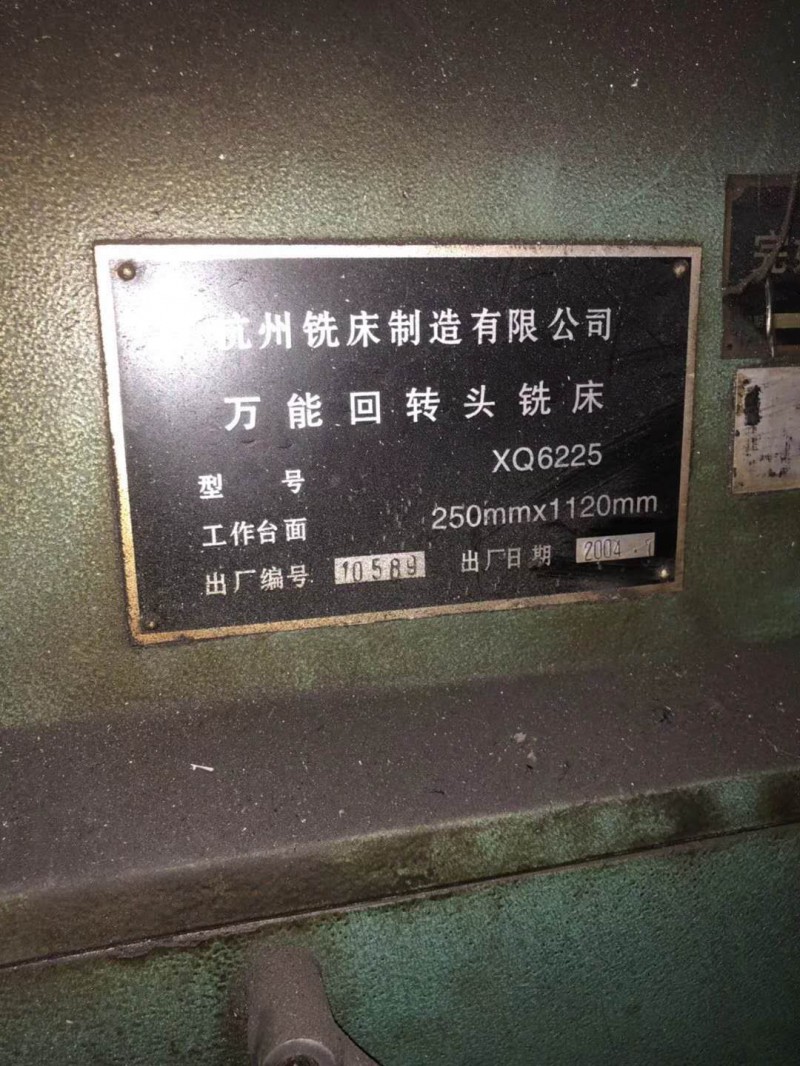 杭州铣床制造有限公司
万能回转头铣床
型号 XQ6225
工作台面 250mmx1120mm
出厂编号 10589 出厂日期 2004.1